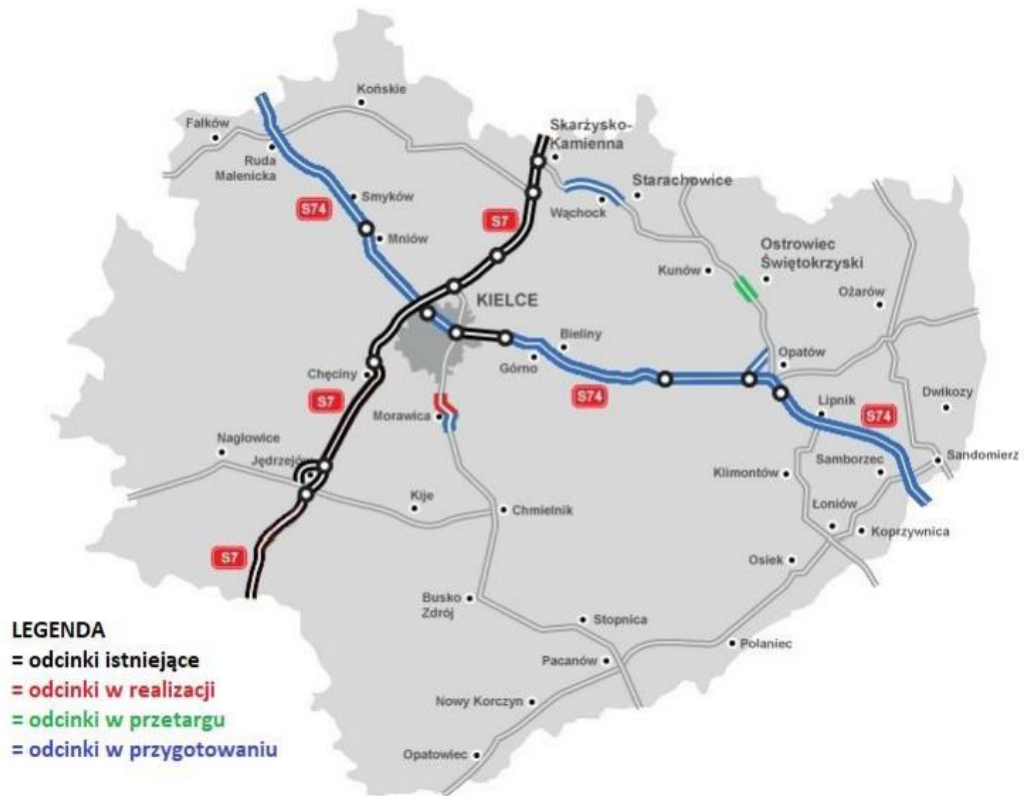 Końskie
Fałków
Ruda
Malenicka
Skarżysko-
Kamienna
Smyków
S74
Starachowice
Wąchock
S7
Mniów
Ostrowiec
Świętokrzyski
Kunów
KIELCE
Ożarów
Bieliny
Górno
Opatów
Chęciny
S74
S7
Morawica
Lipnik
Dwikozy
S74
Nagłowice
Jędrzejów
Klimontów
Samborzec
Sandomierz
Kije
Chmielnik
Łoniów
Koprzywnica
S7
Osiek
Busko
Zdrój
Stopnica
Połaniec
Pacanów
Nowy Korczyn
Opatowiec
LEGENDA
= odcinki istniejące
= odcinki w realizacji
= odcinki w przetargu
= odcinki w przygotowaniu